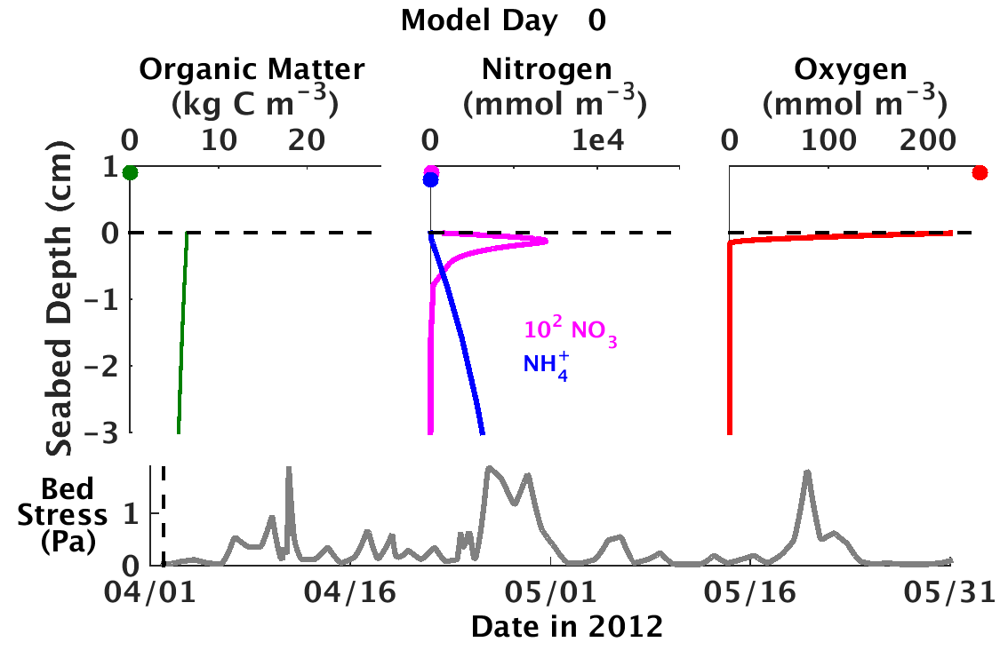 Model Day 0
Organic Matter
(kg C m⁻³)
Nitrogen
(mmol m⁻³)
Oxygen
(mmol m⁻³)
0 10 20
0 1e4
0 100 200
Seabed Depth (cm)
1
0
−1
−2
−3
10² NO₃
NH₄⁺
Bed
Stress
(Pa)
1
0
04/01 04/16 05/01 05/16 05/31
Date in 2012